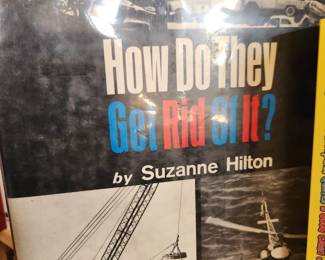 How Do They
Get Rid Of It?
by Suzanne Hilton